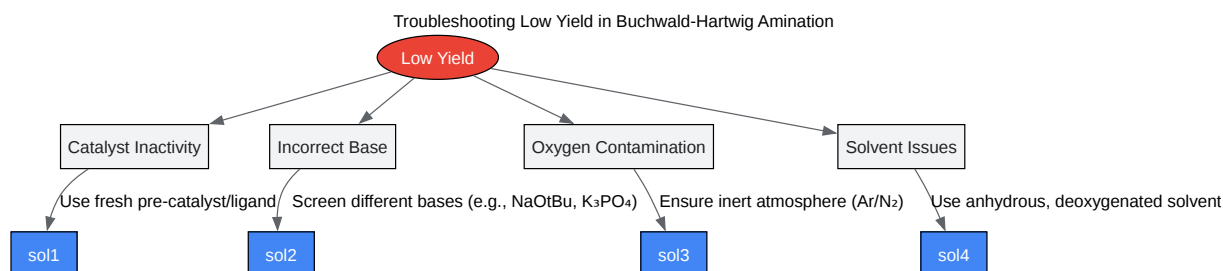 Troubleshooting Low Yield in Buchwald-Hartwig Amination
Low Yield
Catalyst Inactivity
Incorrect Base
Oxygen Contamination
Solvent Issues
Use fresh pre-catalyst/ligand
Screen different bases (e.g., NaOtBu, K₃PO₄)
Ensure inert atmosphere (Ar/N₂)
Use anhydrous, deoxygenated solvent
sol1
sol2
sol3
sol4